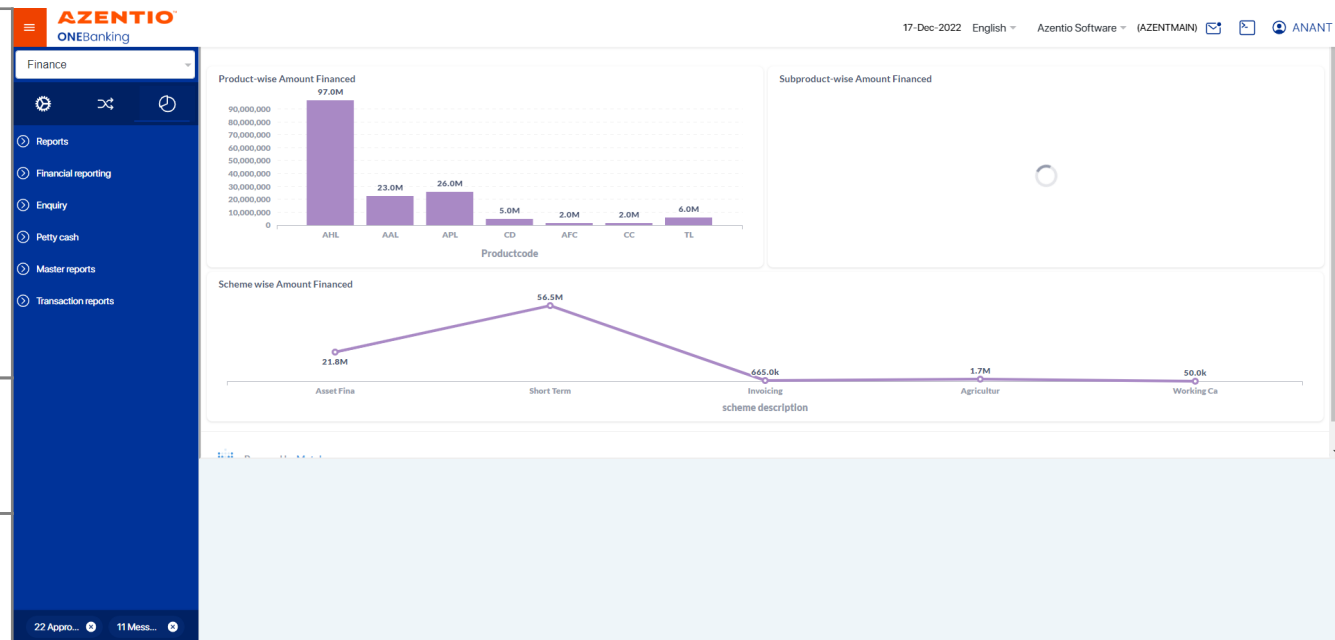 AZENTIO
ONEBanking
17-Dec-2022 English Azentio Software (AZENTMAIN) ANANT
Finance
Reports
Financial reporting
Enquiry
Petty cash
Master reports
Transaction reports
22 Appro... 11 Mess...
Product-wise Amount Financed
97.0M
90,000,000
80,000,000
70,000,000
60,000,000
50,000,000
40,000,000
30,000,000
20,000,000
10,000,000
0
23.0M
26.0M
5.0M
2.0M
2.0M
6.0M
AHL AAL APL CD AFC CC TL
Productcode
Subproduct-wise Amount Financed
Scheme wise Amount Financed
56.5M
21.8M
665.0k
1.7M
50.0k
Asset Fina Short Term Invoicing Agricultur Working Ca
scheme description